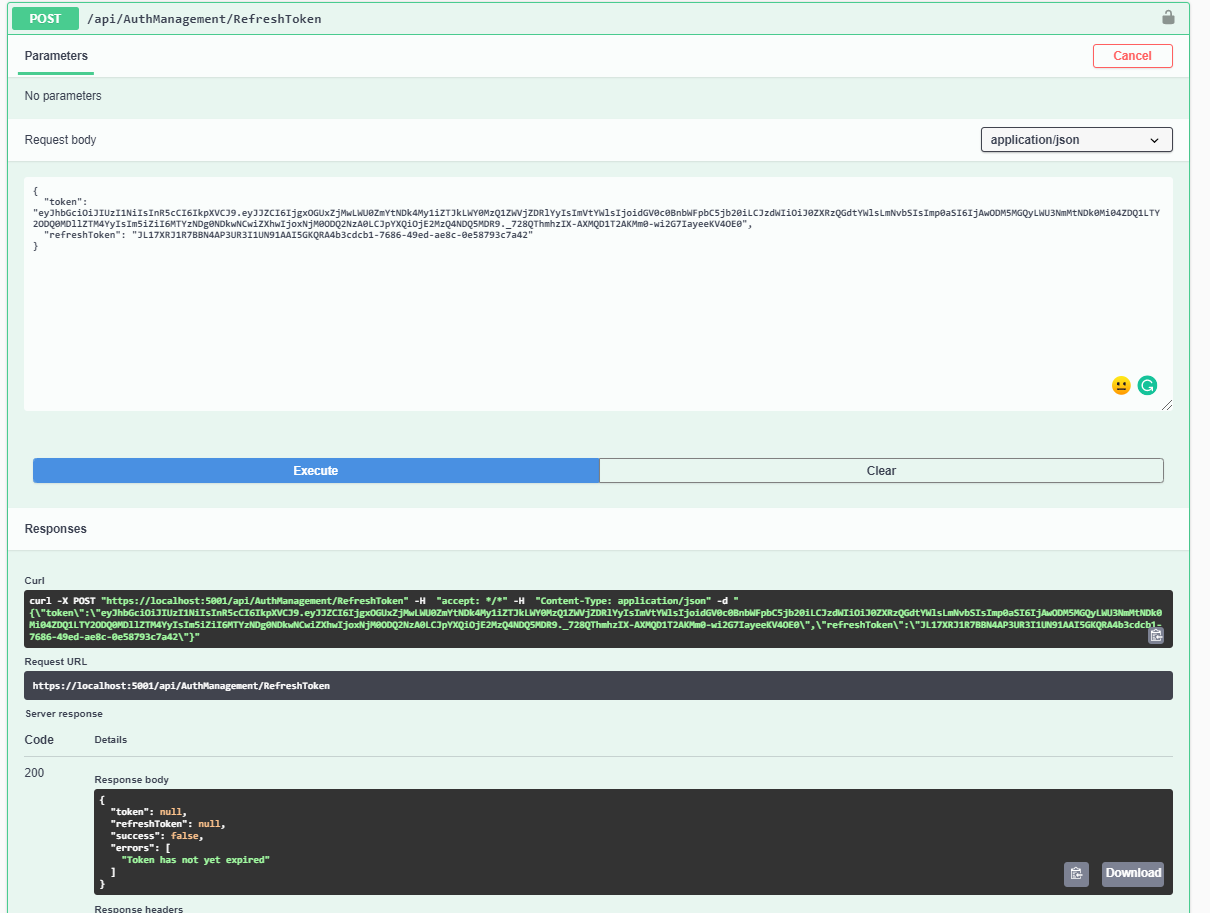 POST /api/AuthManagement/RefreshToken
Parameters
Cancel
No parameters
Request body
application/json
{
"token":
"eyJhbGciOiJIUzI1NiIsInR5cCI6IkpXVCJ9.eyJJZCI6IjgxOGUxZjMwLWU0ZmYtNDk4My1iZTJkLWY0MzQ1ZWVjZDRlYyIsImVtYWlsIjoidGV0c0BnbWFpbC5jb20iLCJzdWIiOiJ0ZXRzQGdtYWlsLmNvbSIsImp0aSI6IjAwODM5MGQyLWU3NmMtNDk0Mi04ZDQ1LTY
2ODQ0MDllZTM4YyIsIm5iZiI6MTYzNDg0NDkwNCwiZXhwIjoxNjM0ODQ2NzA0LCJpYXQiOjE2MzQ4NDQ5MDR9._728QThmhzIX-AXMQD1T2AKMm0-wi2G7IayeeKV4OE0",
"refreshToken": "JL17XRJ1R7BBN4AP3UR3I1UN91AAI5GKQRA4b3cdcb1-7686-49ed-ae8c-0e58793c7a42"
}
Execute
Clear
Responses
Curl
curl -X POST "https://localhost:5001/api/AuthManagement/RefreshToken" -H "accept: */*" -H "Content-Type: application/json" -d "
{\"token\":\"eyJhbGciOiJIUzI1NiIsInR5cCI6IkpXVCJ9.eyJJZCI6IjgxOGUxZjMwLWU0ZmYtNDk4My1iZTJkLWY0MzQ1ZWVjZDRlYyIsImVtYWlsIjoidGV0c0BnbWFpbC5jb20iLCJzdWIiOiJ0ZXRzQGdtYWlsLmNvbSIsImp0aSI6IjAwODM5MGQyLWU3NmMtNDk0
Mi04ZDQ1LTY2ODQ0MDllZTM4YyIsIm5iZiI6MTYzNDg0NDkwNCwiZXhwIjoxNjM0ODQ2NzA0LCJpYXQiOjE2MzQ4NDQ5MDR9._728QThmhzIX-AXMQD1T2AKMm0-wi2G7IayeeKV4OE0\",\"refreshToken\":\"JL17XRJ1R7BBN4AP3UR3I1UN91AAI5GKQRA4b3cdcb1-
7686-49ed-ae8c-0e58793c7a42\"}"
Request URL
https://localhost:5001/api/AuthManagement/RefreshToken
Server response
Code Details
200
Response body
{
"token": null,
"refreshToken": null,
"success": false,
"errors": [
"Token has not yet expired"
]
}
Download
Response headers